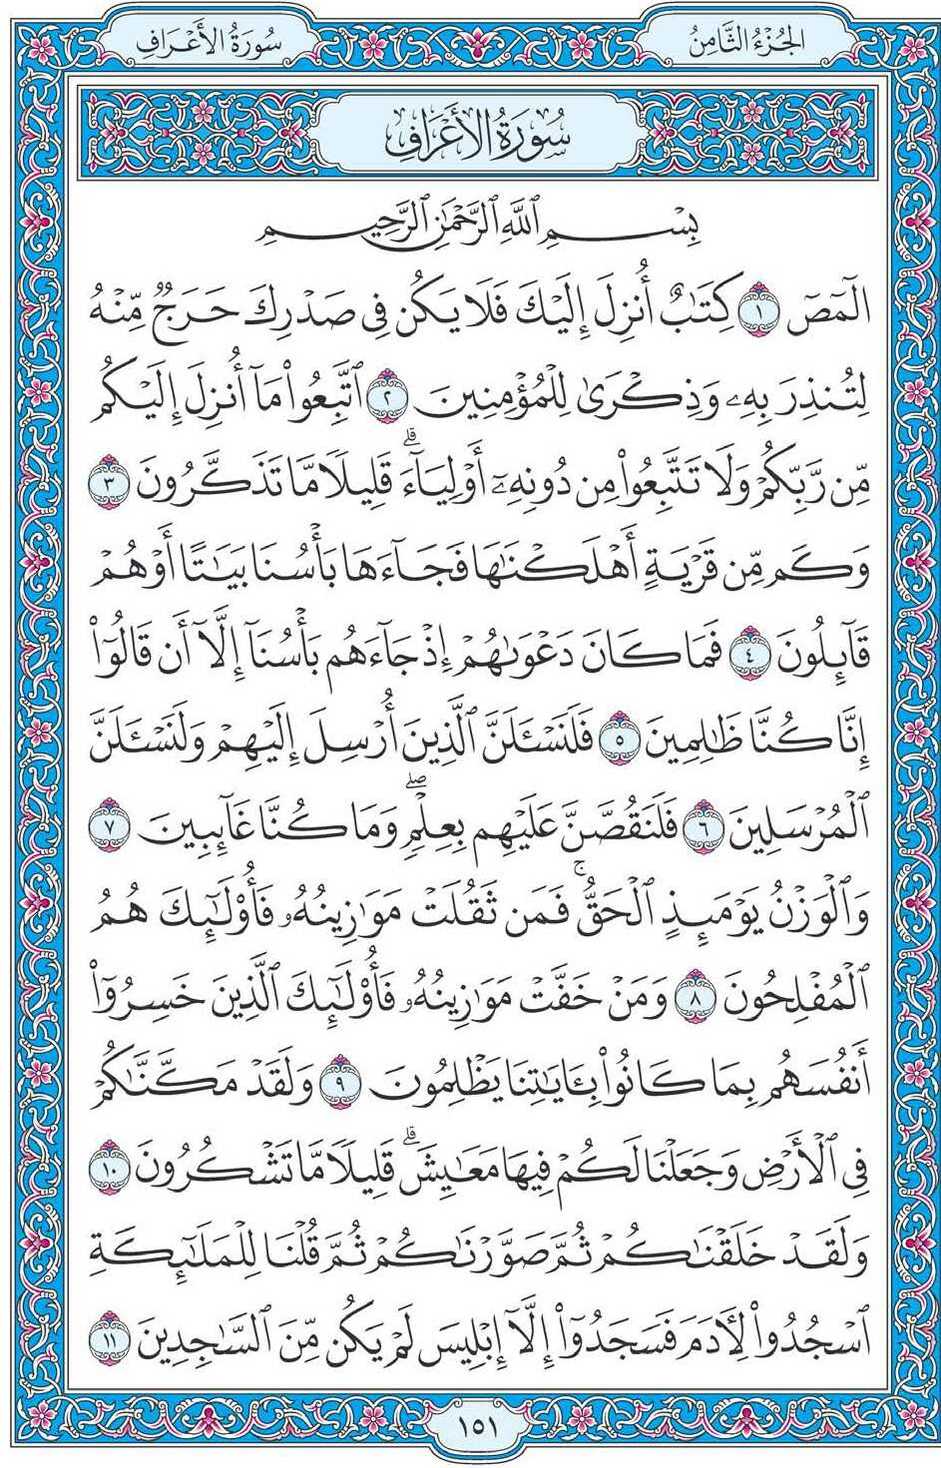 الجُزْءُ الثَّامِنُ
سُورَةُ الأَعْرَافِ
سُورَةُ الأَعْرَافِ
بِسْمِ ٱللَّهِ ٱلرَّحْمَٰنِ ٱلرَّحِيمِ
الٓمٓصٓ ١ كِتَٰبٌ أُنزِلَ إِلَيْكَ فَلَا يَكُن فِى صَدْرِكَ حَرَجٌ مِّنْهُ
لِتُنذِرَ بِهِۦ وَذِكْرَىٰ لِلْمُؤْمِنِينَ ٢ ٱتَّبِعُوا۟ مَآ أُنزِلَ إِلَيْكُم
مِّن رَّبِّكُمْ وَلَا تَتَّبِعُوا۟ مِن دُونِهِۦٓ أَوْلِيَآءَۗ قَلِيلًا مَّا تَذَكَّرُونَ ٣
وَكَم مِّن قَرْيَةٍ أَهْلَكْنَٰهَا فَجَآءَهَا بَأْسُنَا بَيَٰتًا أَوْ هُمْ
قَآئِلُونَ ٤ فَمَا كَانَ دَعْوَىٰهُمْ إِذْ جَآءَهُم بَأْسُنَآ إِلَّآ أَن قَالُوٓا۟
إِنَّا كُنَّا ظَٰلِمِينَ ٥ فَلَنَسْـَٔلَنَّ ٱلَّذِينَ أُرْسِلَ إِلَيْهِمْ وَلَنَسْـَٔلَنَّ
ٱلْمُرْسَلِينَ ٦ فَلَنَقُصَّنَّ عَلَيْهِم بِعِلْمٍۖ وَمَا كُنَّا غَآئِبِينَ ٧
وَٱلْوَزْنُ يَوْمَئِذٍ ٱلْحَقُّۚ فَمَن ثَقُلَتْ مَوَٰزِينُهُۥ فَأُو۟لَٰٓئِكَ هُمُ
ٱلْمُفْلِحُونَ ٨ وَمَنْ خَفَّتْ مَوَٰزِينُهُۥ فَأُو۟لَٰٓئِكَ ٱلَّذِينَ خَسِرُوٓا۟
أَنفُسَهُم بِمَا كَانُوا۟ بِـَٔايَٰتِنَا يَظْلِمُونَ ٩ وَلَقَدْ مَكَّنَّٰكُمْ
فِى ٱلْأَرْضِ وَجَعَلْنَا لَكُمْ فِيهَا مَعَٰيِشَۗ قَلِيلًا مَّا تَشْكُرُونَ ١٠
وَلَقَدْ خَلَقْنَٰكُمْ ثُمَّ صَوَّرْنَٰكُمْ ثُمَّ قُلْنَا لِلْمَلَٰٓئِكَةِ
ٱسْجُدُوا۟ لِـَٔادَمَ فَسَجَدُوٓا۟ إِلَّآ إِبْلِيسَ لَمْ يَكُن مِّنَ ٱلسَّٰجِدِينَ ١١
١٥١